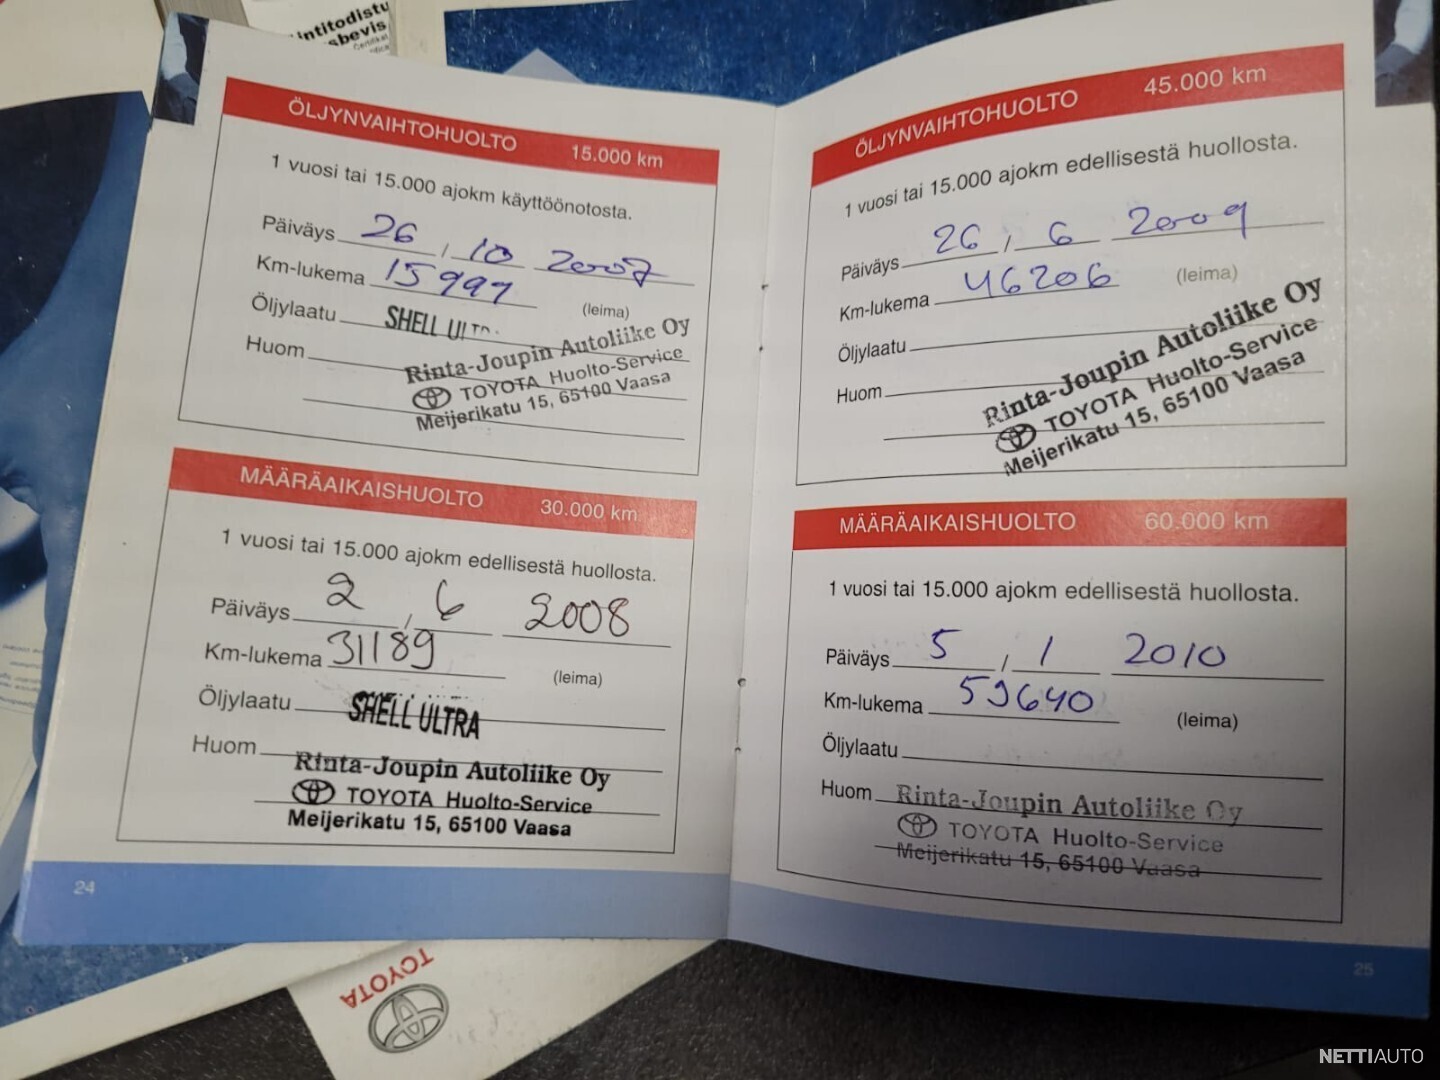 intitodistu
sbevis
ÖLJYNVAIHTOHUOLTO 15.000 km
1 vuosi tai 15.000 ajokm käyttöönotosta.
Päiväys 26 / 10 2007
Km-lukema 15997
(leima)
Öljylaatu SHELL ULTR
Huom
Rinta-Joupin Autoliike Oy
TOYOTA Huolto-Service
Meijerikatu 15, 65100 Vaasa
MÄÄRÄAIKAISHUOLTO 30.000 km
1 vuosi tai 15.000 ajokm edellisestä huollosta.
Päiväys 2 / 6 2008
Km-lukema 31189
(leima)
Öljylaatu SHELL ULTRA
Huom
Rinta-Joupin Autoliike Oy
TOYOTA Huolto-Service
Meijerikatu 15, 65100 Vaasa
24
ÖLJYNVAIHTOHUOLTO 45.000 km
1 vuosi tai 15.000 ajokm edellisestä huollosta.
Päiväys 26 / 6 2009
Km-lukema 46206 (leima)
Öljylaatu
Huom
Rinta-Joupin Autoliike Oy
TOYOTA Huolto-Service
Meijerikatu 15, 65100 Vaasa
MÄÄRÄAIKAISHUOLTO 60.000 km
1 vuosi tai 15.000 ajokm edellisestä huollosta.
Päiväys 5 / 1 2010
Km-lukema 59640 (leima)
Öljylaatu
Huom
Rinta-Joupin Autoliike Oy
TOYOTA Huolto-Service
Meijerikatu 15, 65100 Vaasa
25
TOYOTA
NETTIAUTO